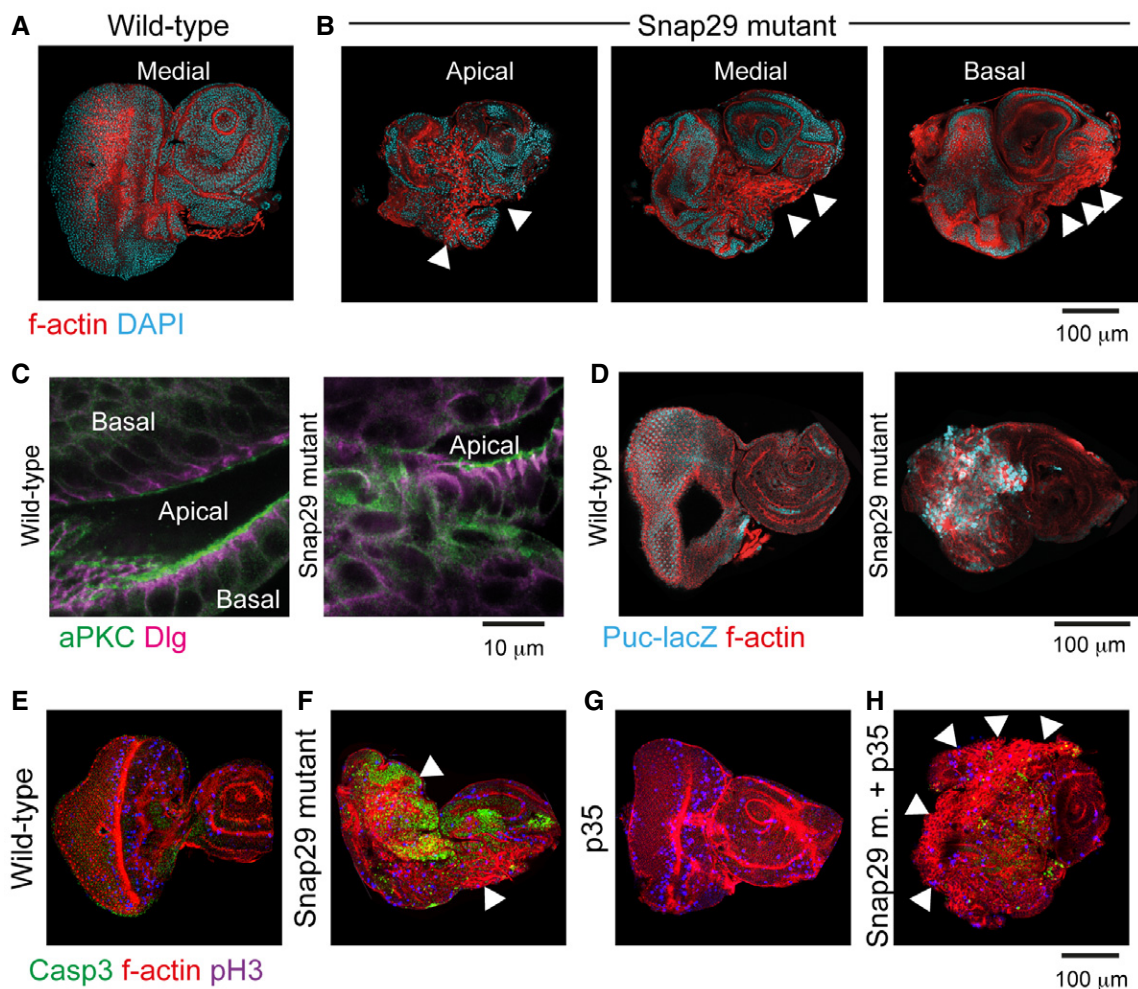 A
Wild-type
Medial
B
Snap29 mutant
Apical
Medial
Basal
f-actin DAPI
100 μm
C
Wild-type
Basal
Apical
Basal
Snap29 mutant
Apical
aPKC Dlg
10 μm
D
Wild-type
Snap29 mutant
Puc-lacZ f-actin
100 μm
E
Wild-type
F
Snap29 mutant
G
p35
H
Snap29 m. + p35
Casp3 f-actin pH3
100 μm